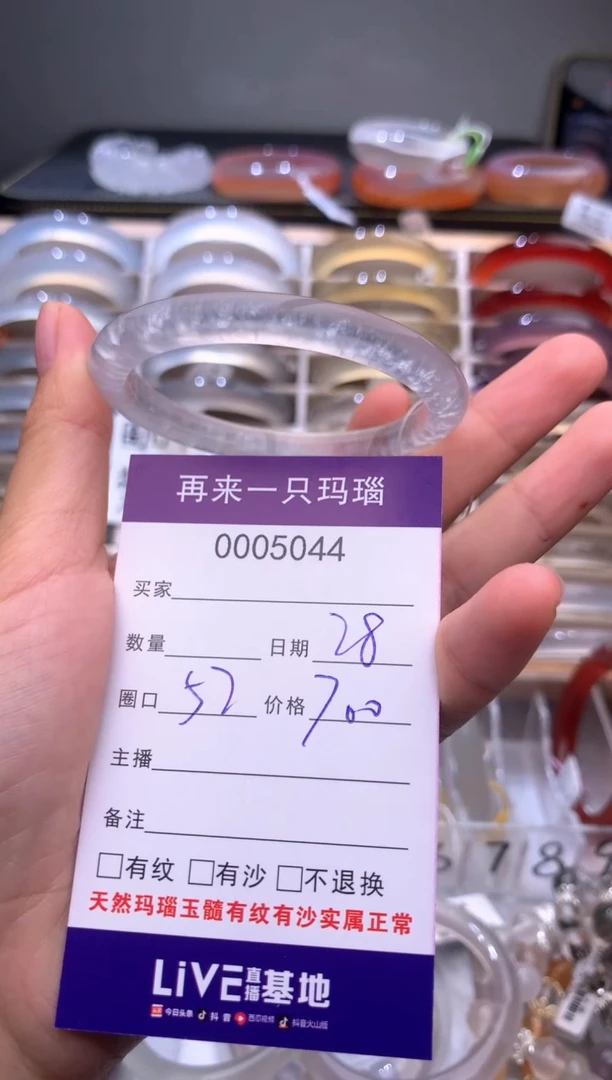 再来一只玛瑙
0005044
买家
数量 日期 28
圈口 57 价格 700
主播
备注
□有纹 □有沙 □不退换
天然玛瑙玉髓有纹有沙实属正常
LiVE直播基地
今日头条 抖音 西瓜视频 抖音火山版
7 8